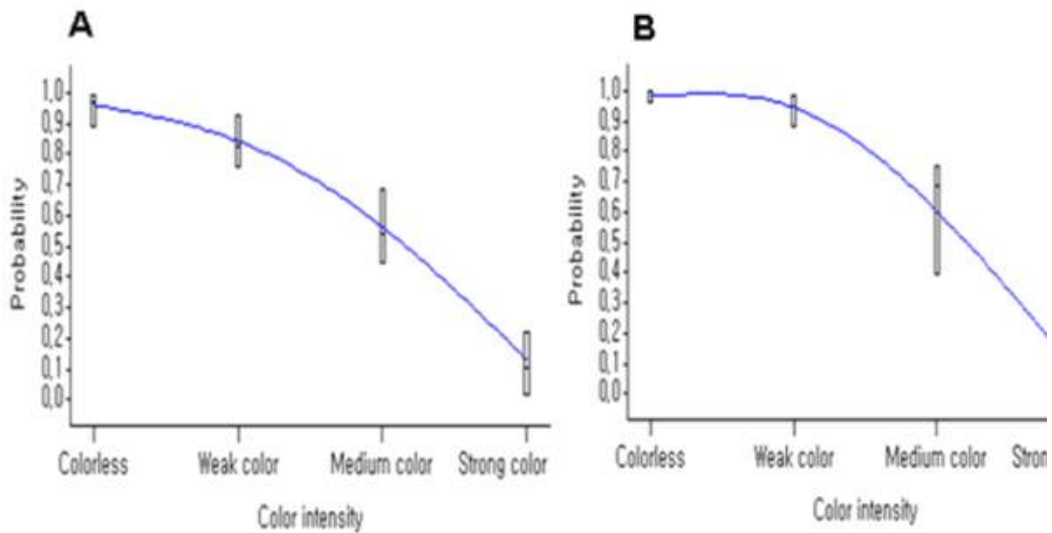 A
Probability
1,0
0,9
0,8
0,7
0,6
0,5
0,4
0,3
0,2
0,1
0,0
Colorless Weak color Medium color Strong color
Color intensity
B
Probability
1,0
0,9
0,8
0,7
0,6
0,5
0,4
0,3
0,2
0,1
0,0
Colorless Weak color Medium color Stron
Color intensity